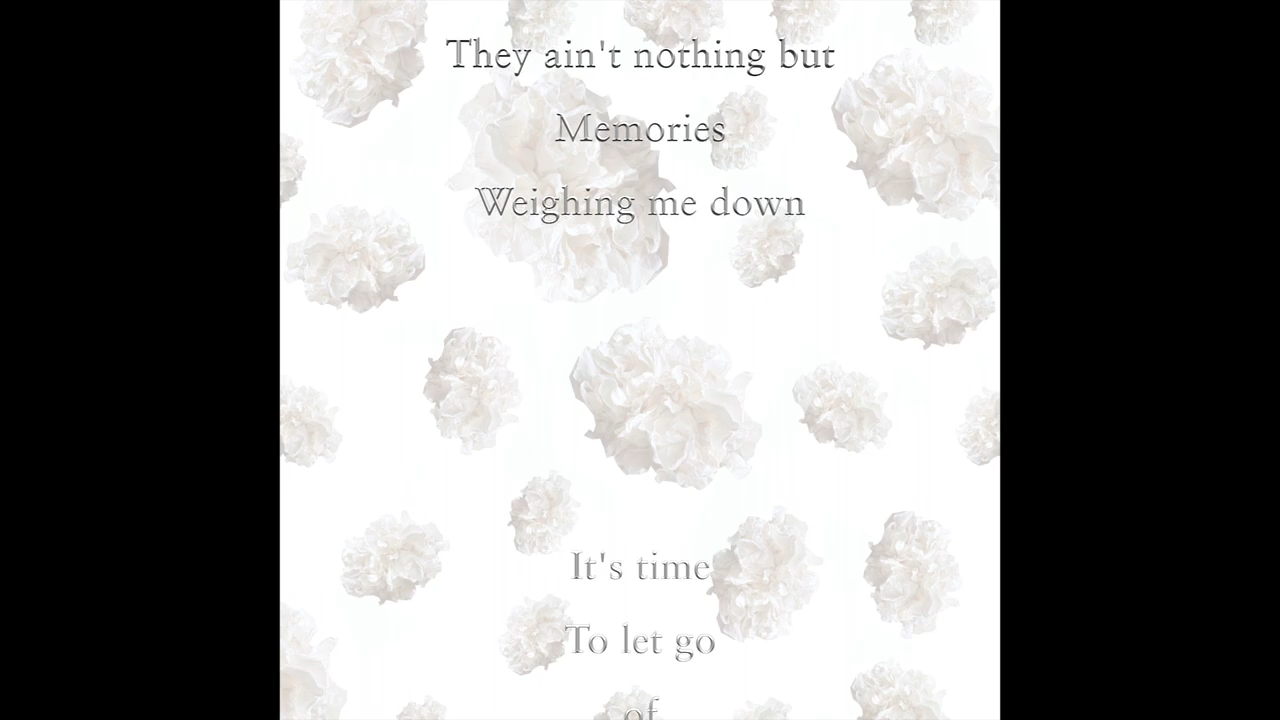 They ain't nothing but
Memories
Weighing me down
It's time
To let go
of